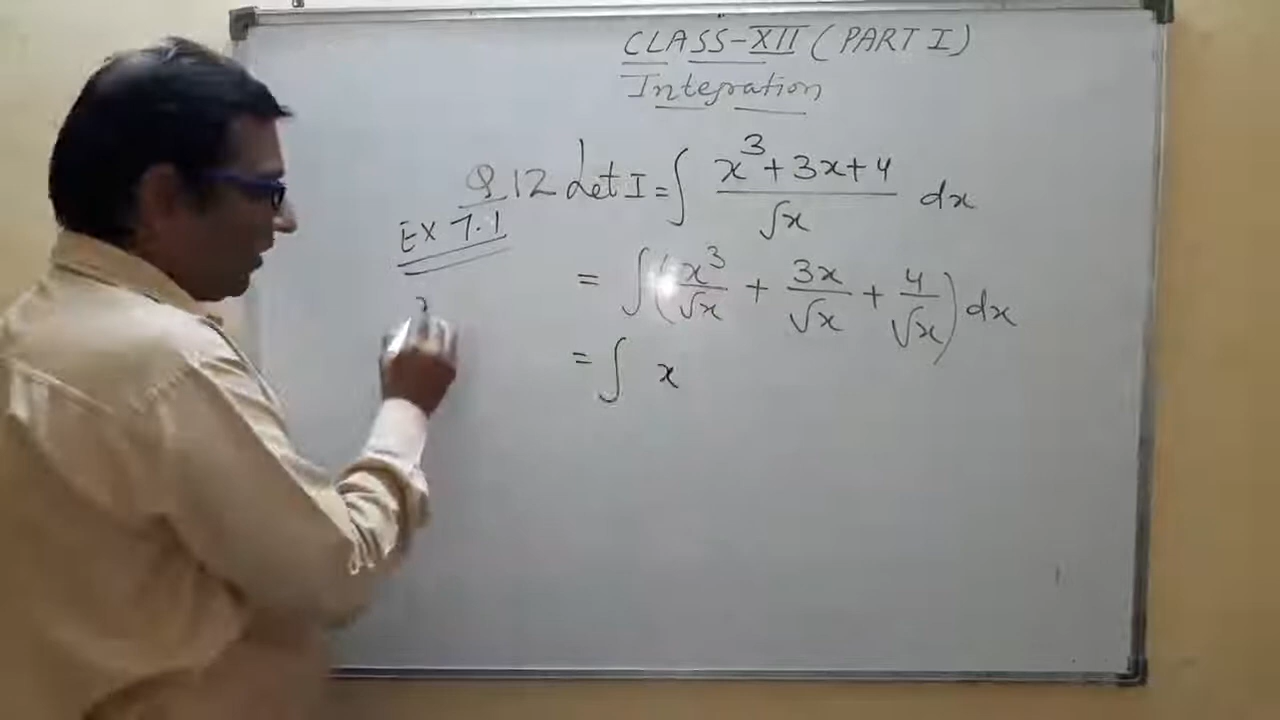 CLASS-XII (PART I)
Integration
Q.12 Let I = ∫ (x³+3x+4)/√x dx
EX 7.1
= ∫ (x³/√x + 3x/√x + 4/√x) dx
= ∫ x